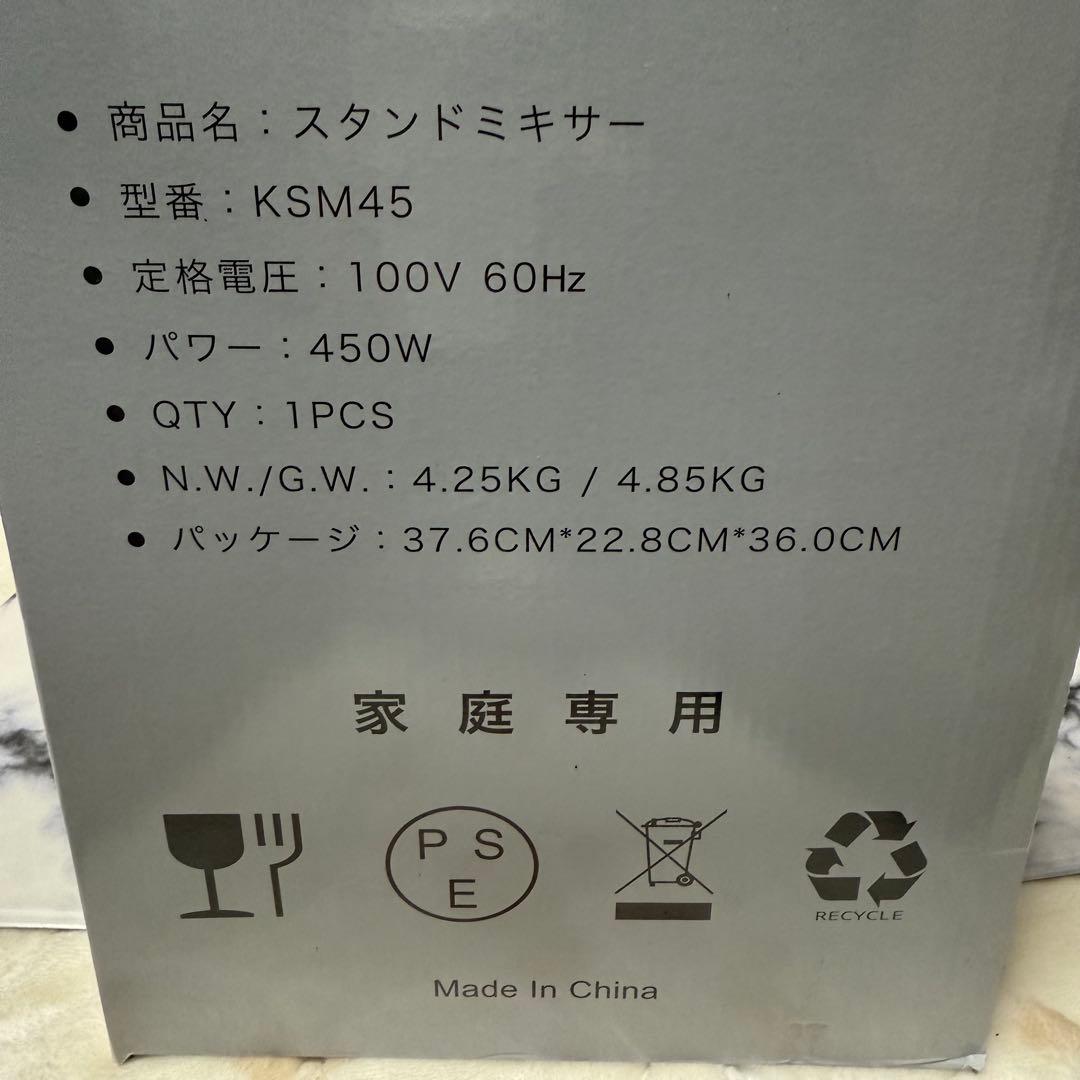 • 商品名：スタンドミキサー
• 型番：KSM45
• 定格電圧：100V 60Hz
• パワー：450W
• QTY：1PCS
• N.W./G.W.：4.25KG / 4.85KG
• パッケージ：37.6CM*22.8CM*36.0CM
家庭専用
P S
E
RECYCLE
Made In China